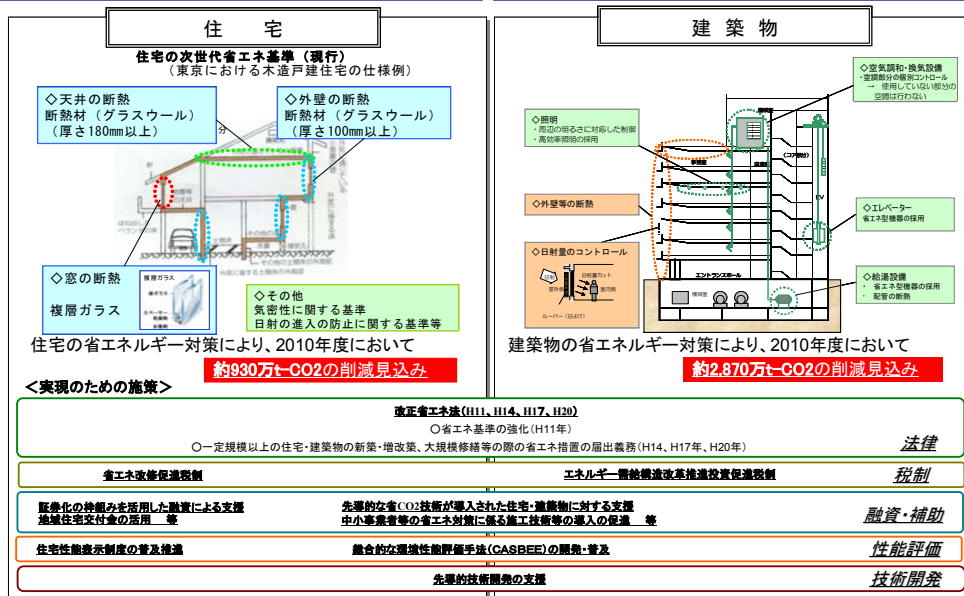 住　宅
住宅の次世代省エネ基準（現行）
（東京における木造戸建住宅の仕様例）
◇天井の断熱
断熱材（グラスウール）
（厚さ180mm以上）
◇外壁の断熱
断熱材（グラスウール）
（厚さ100mm以上）
分
◇窓の断熱
複層ガラス
複層ガラス
◇その他
気密性に関する基準
日射の進入の防止に関する基準等
住宅の省エネルギー対策により、2010年度において
約930万t-CO2の削減見込み
建 築 物
◇空気調和・換気設備
・空調部分の個別コントロール
→ 使用していない部分の
空調は行わない
◇照明
・周辺の明るさに対応した制御
・高効率照明の採用
◇外壁等の断熱
◇日射量のコントロール
日射
日射量カット
室外側
室内側
ルーバー（日よけ）
機械室
事務室
（コア部分）
EV
◇エレベーター
省エネ型機器の採用
エントランスホール
機械室
◇給湯設備
・ 省エネ型機器の採用
・ 配管の断熱
建築物の省エネルギー対策により、2010年度において
約2,870万t-CO2の削減見込み
＜実現のための施策＞
改正省エネ法（H11、H14、H17、H20）
○省エネ基準の強化（H11年）
○一定規模以上の住宅・建築物の新築・増改築、大規模修繕等の際の省エネ措置の届出義務（H14、H17年、H20年）
法律
省エネ改修促進税制
エネルギー需給構造改革推進投資促進税制
税制
証券化の枠組みを活用した融資による支援
地域住宅交付金の活用　等
先導的な省CO2技術が導入された住宅・建築物に対する支援
中小事業者等の省エネ対策に係る施工技術等の導入の促進　等
融資・補助
住宅性能表示制度の普及推進
総合的な環境性能評価手法（CASBEE）の開発・普及
性能評価
先導的技術開発の支援
技術開発